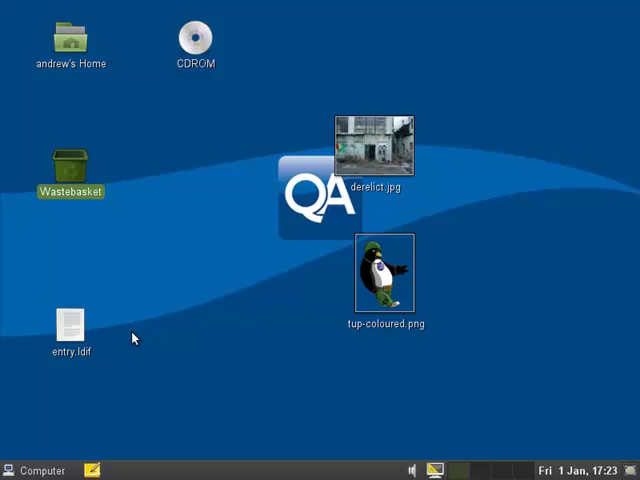 andrew's Home
CDROM
derelict.jpg
Wastebasket
QA
tup-coloured.png
entry.ldif
Computer
Fri 1 Jan, 17:23